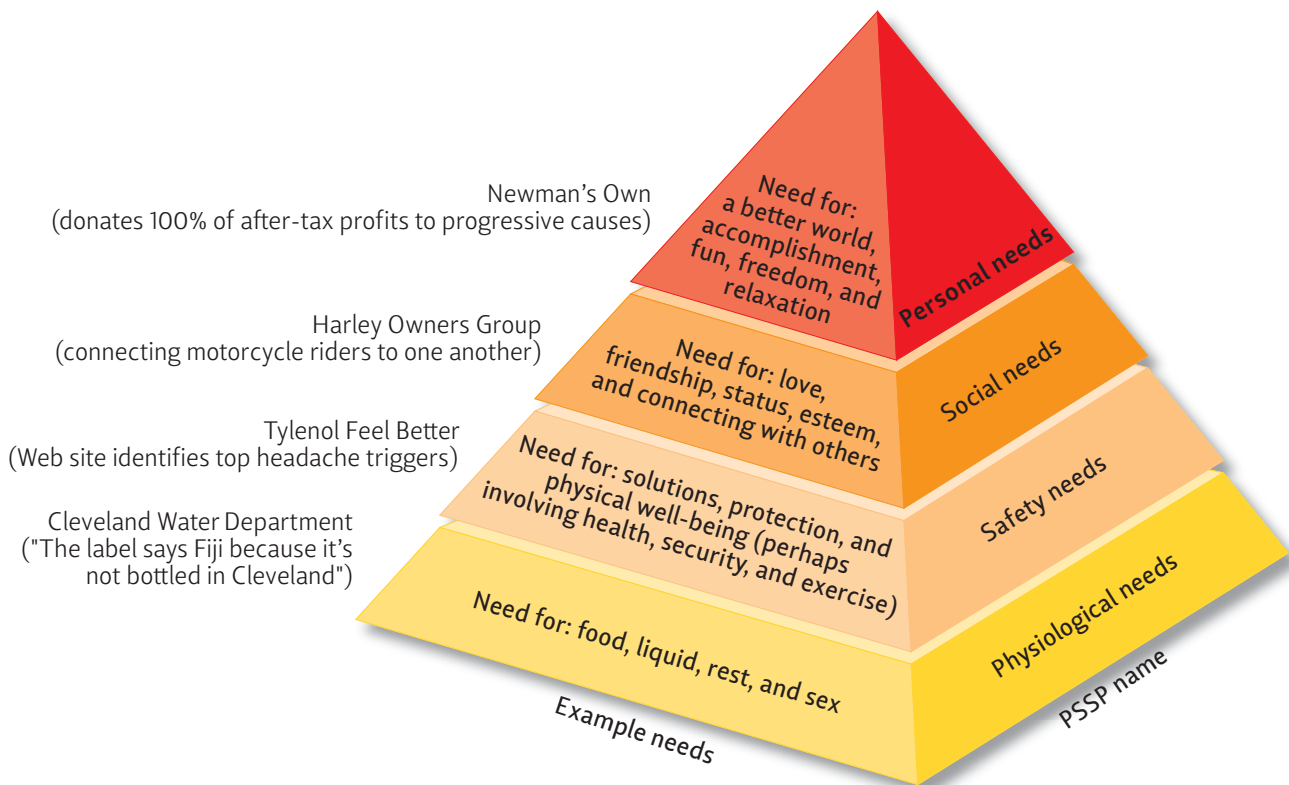 Newman's Own
(donates 100% of after-tax profits to progressive causes)
Harley Owners Group
(connecting motorcycle riders to one another)
Tylenol Feel Better
(Web site identifies top headache triggers)
Cleveland Water Department
("The label says Fiji because it's
not bottled in Cleveland")
Need for:
a better world,
accomplishment,
fun, freedom, and
relaxation
Personal needs
Need for: love,
friendship, status, esteem,
and connecting with others
Social needs
Need for: solutions, protection, and
physical well-being (perhaps
involving health, security, and exercise)
Safety needs
Need for: food, liquid, rest, and sex
Physiological needs
Example needs
PSSP name